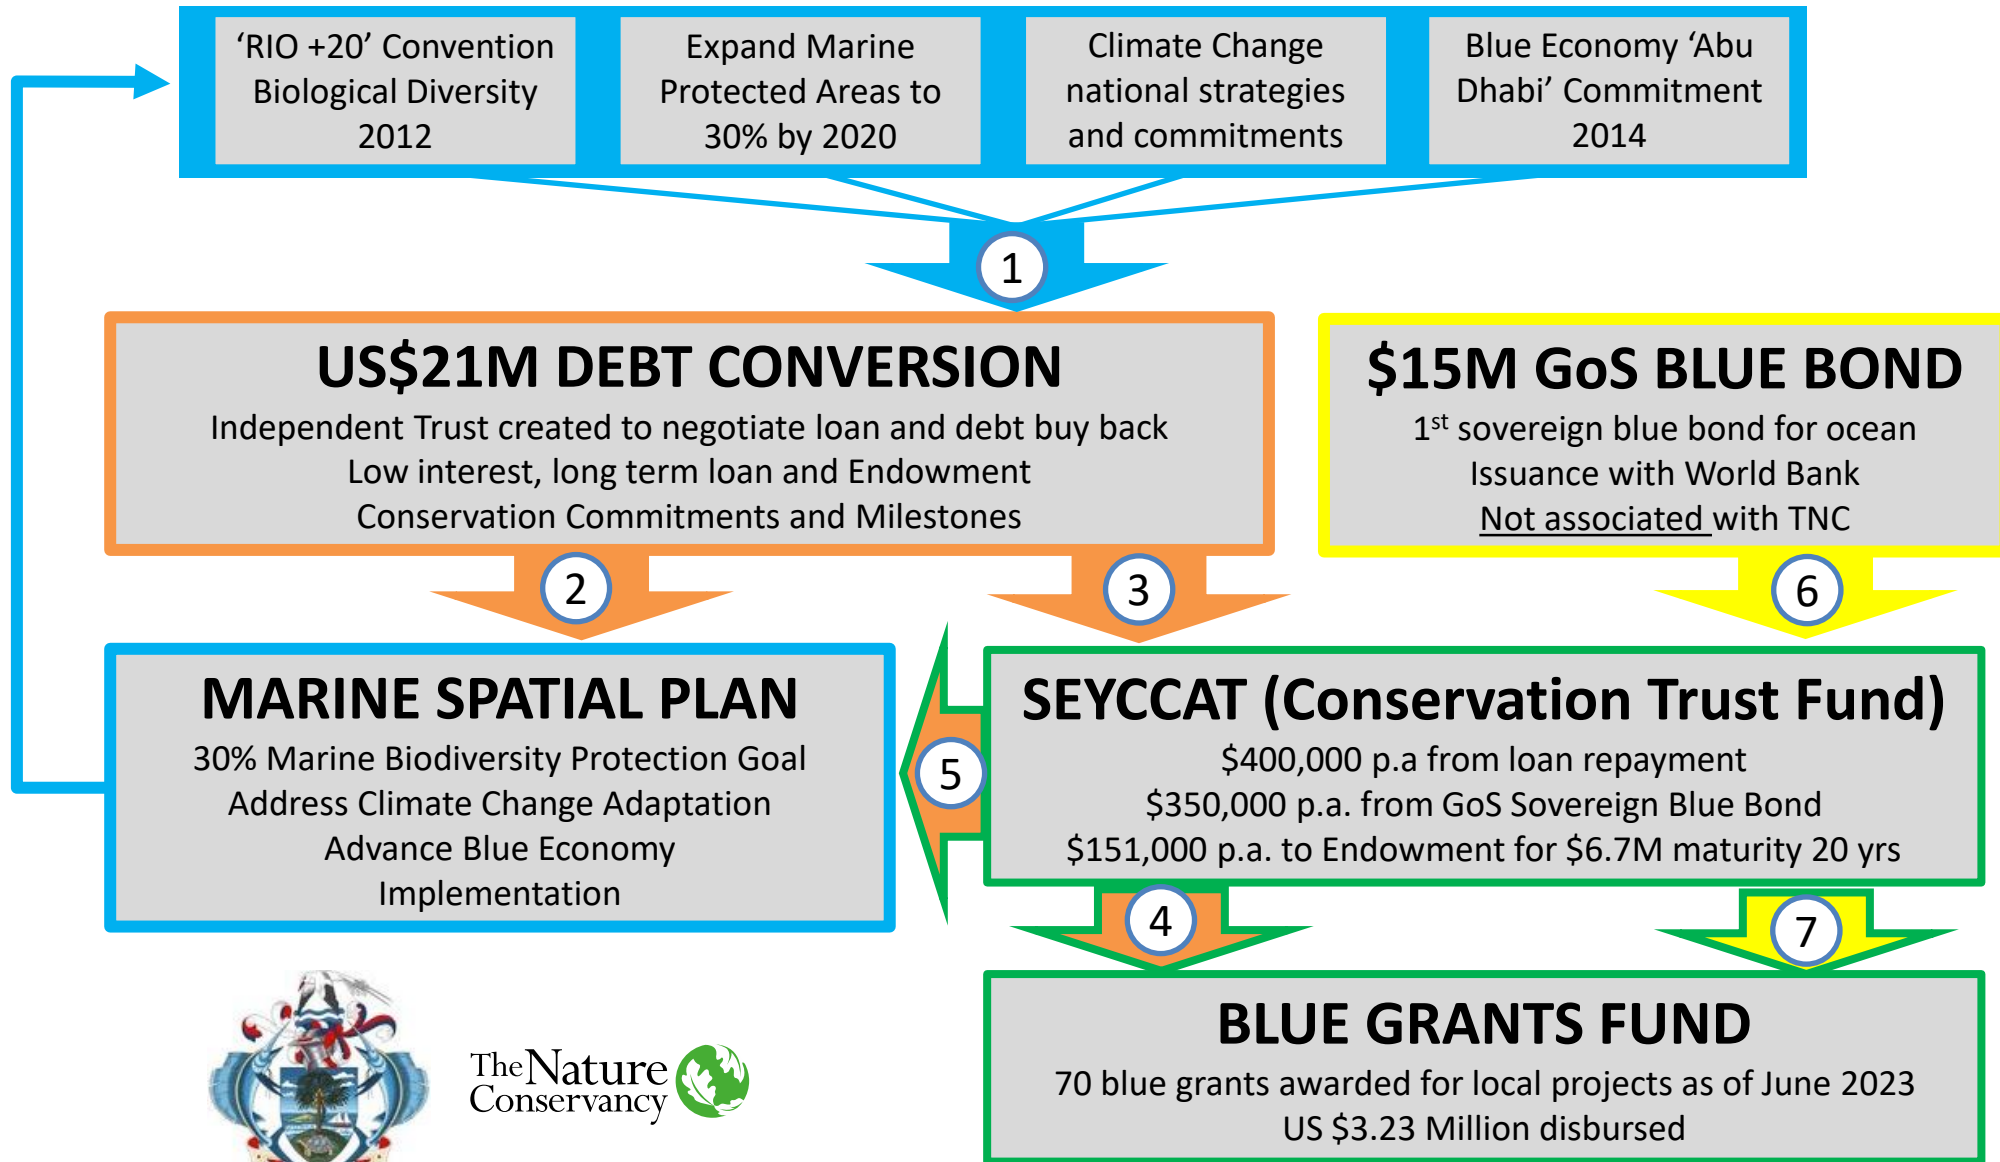 ‘RIO +20’ Convention
Biological Diversity
2012
Expand Marine
Protected Areas to
30% by 2020
Climate Change
national strategies
and commitments
Blue Economy ‘Abu
Dhabi’ Commitment
2014
1
US$21M DEBT CONVERSION
Independent Trust created to negotiate loan and debt buy back
Low interest, long term loan and Endowment
Conservation Commitments and Milestones
$15M GoS BLUE BOND
1st sovereign blue bond for ocean
Issuance with World Bank
Not associated with TNC
2
3
6
MARINE SPATIAL PLAN
30% Marine Biodiversity Protection Goal
Address Climate Change Adaptation
Advance Blue Economy
Implementation
5
SEYCCAT (Conservation Trust Fund)
$400,000 p.a from loan repayment
$350,000 p.a. from GoS Sovereign Blue Bond
$151,000 p.a. to Endowment for $6.7M maturity 20 yrs
4
7
The Nature
Conservancy
BLUE GRANTS FUND
70 blue grants awarded for local projects as of June 2023
US $3.23 Million disbursed